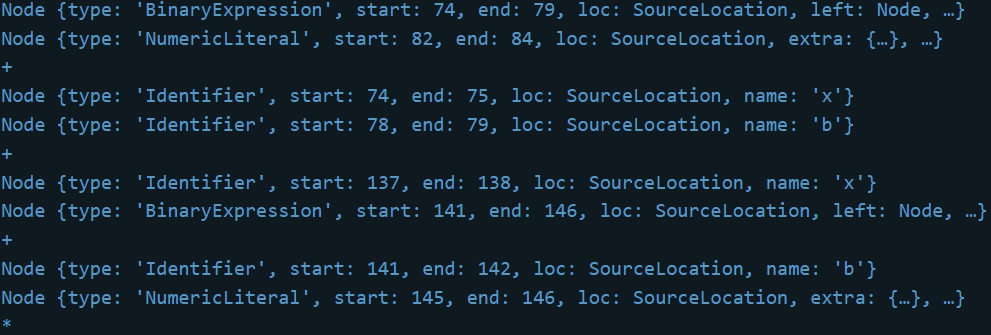 Node {type: 'BinaryExpression', start: 74, end: 79, loc: SourceLocation, left: Node, …}
Node {type: 'NumericLiteral', start: 82, end: 84, loc: SourceLocation, extra: {…}, …}
+
Node {type: 'Identifier', start: 74, end: 75, loc: SourceLocation, name: 'x'}
Node {type: 'Identifier', start: 78, end: 79, loc: SourceLocation, name: 'b'}
+
Node {type: 'Identifier', start: 137, end: 138, loc: SourceLocation, name: 'x'}
Node {type: 'BinaryExpression', start: 141, end: 146, loc: SourceLocation, left: Node, …}
+
Node {type: 'Identifier', start: 141, end: 142, loc: SourceLocation, name: 'b'}
Node {type: 'NumericLiteral', start: 145, end: 146, loc: SourceLocation, extra: {…}, …}
*